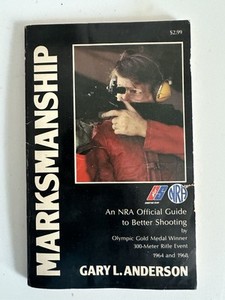 $2.99
MARKSMANSHIP
NRA
An NRA Official Guide
to Better Shooting
by
Olympic Gold Medal Winner
300-Meter Rifle Event
1964 and 1968
GARY L. ANDERSON